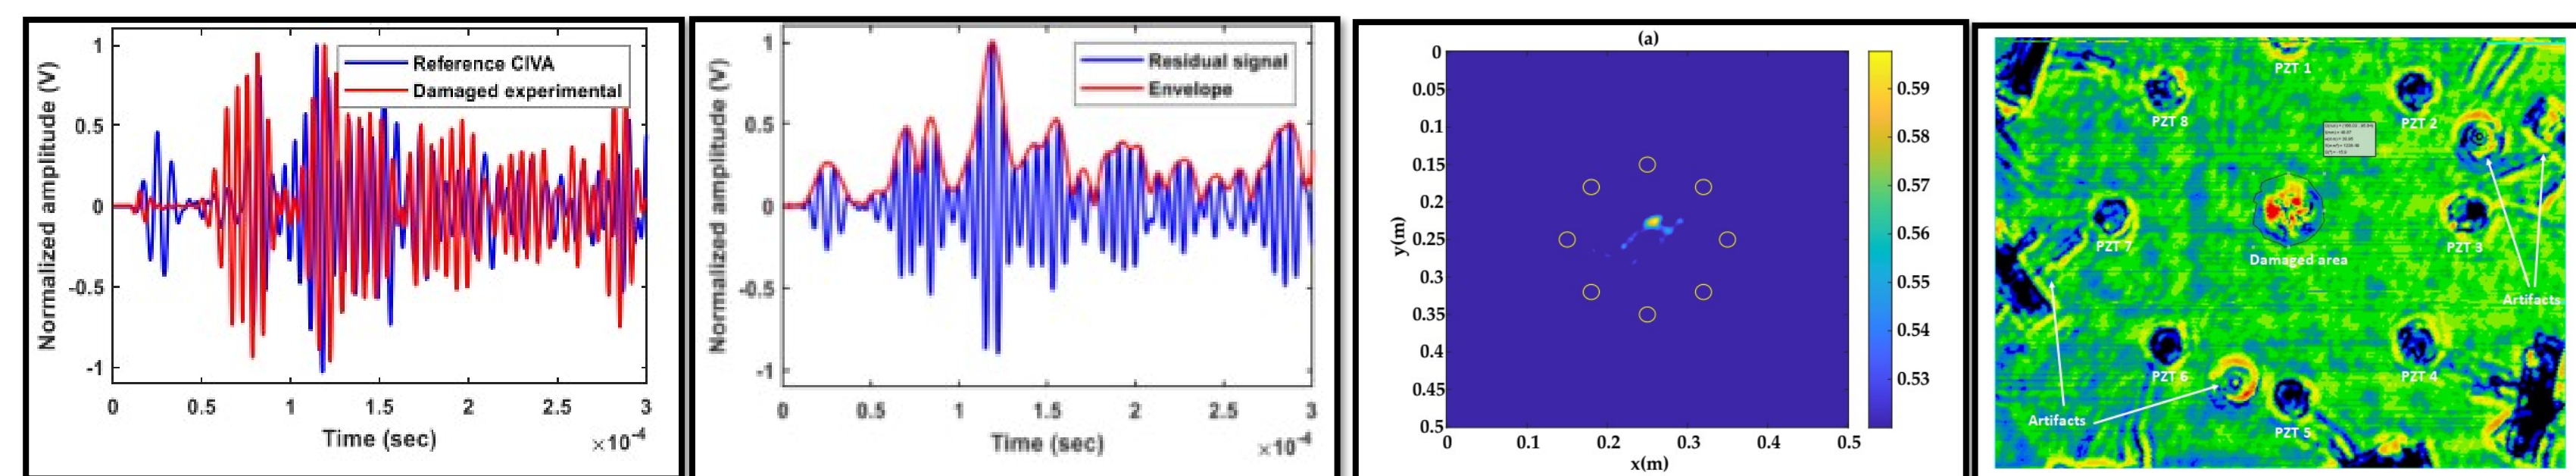 Normalized amplitude (V)
1
0.5
0
-0.5
-1
Reference CIVA
Damaged experimental
0 0.5 1 1.5 2 2.5 3
Time (sec)
×10⁻⁴
Normalized amplitude (V)
1
0.5
0
-0.5
-1
Residual signal
Envelope
0 0.5 1 1.5 2 2.5 3
Time (sec)
×10⁻⁴
(a)
y(m)
0
0.05
0.1
0.15
0.2
0.25
0.3
0.35
0.4
0.45
0.5
0 0.1 0.2 0.3 0.4 0.5
x(m)
0.59
0.58
0.57
0.56
0.55
0.54
0.53
PZT 1
PZT 8
PZT 2
PZT 7
PZT 3
Damaged area
Artifacts
PZT 6
PZT 4
Artifacts
PZT 5